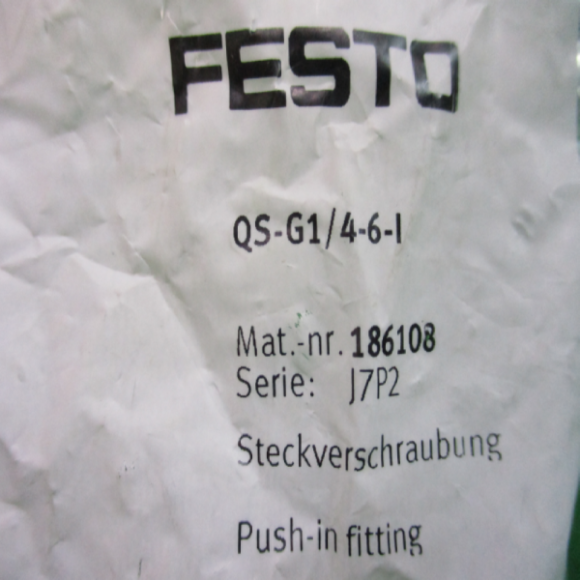 FESTO
QS-G1/4-6-I
Mat.-nr. 186108
Serie: J7P2
Steckverschraubung
Push-in fitting